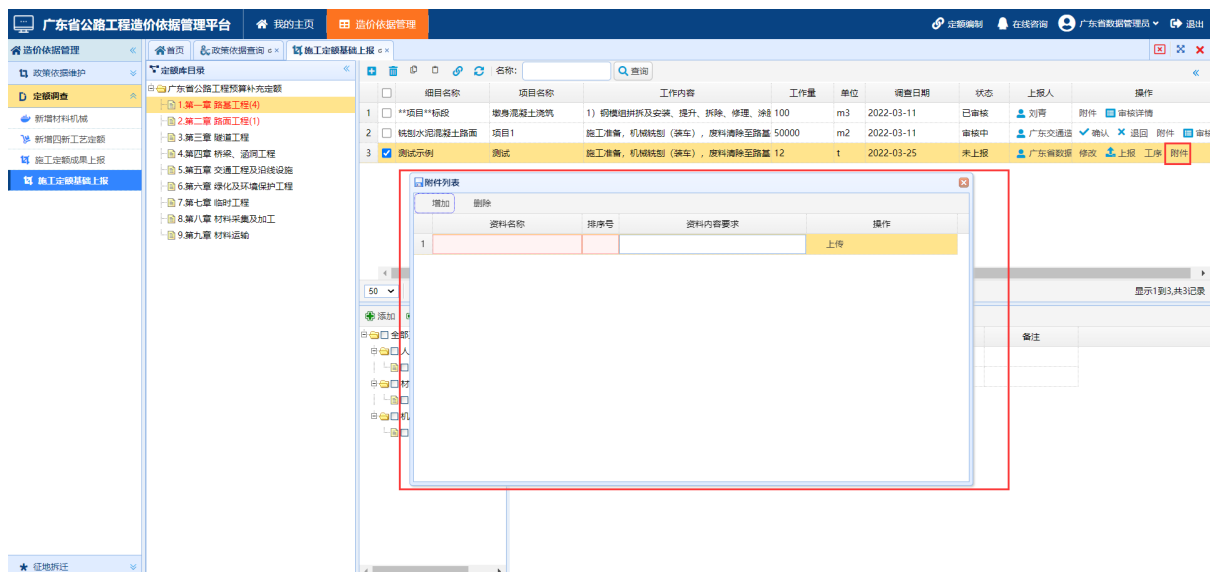 广东省公路工程造价依据管理平台 我的主页 造价依据管理 定额编制 在线咨询 广东省数据管理员 退出
造价依据管理
政策依据维护
定额调查
新增材料机械
新增四新工艺定额
施工定额成果上报
施工定额基础上报
征地拆迁
首页 政策依据查询 施工定额基础上报
定额库目录
广东省公路工程预算补充定额
1.第一章 路基工程(4)
2.第二章 路面工程(1)
3.第三章 隧道工程
4.第四章 桥梁、涵洞工程
5.第五章 交通工程及沿线设施
6.第六章 绿化及环境保护工程
7.第七章 临时工程
8.第八章 材料采集及加工
9.第九章 材料运输
名称: 查询
细目名称 项目名称 工作内容 工作量 单位 调查日期 状态 上报人 操作
1 **项目**标段 墩身混凝土浇筑 1）钢模组拼拆及安装、提升、拆除、修理、涂 100 m3 2022-03-11 已审核 刘青 附件 审核详情
2 铣刨水泥混凝土路面 项目1 施工准备，机械铣刨（装车），废料清除至路基 50000 m2 2022-03-11 审核中 广东交通造 确认 退回 附件 审核
3 测试示例 测试 施工准备，机械铣刨（装车），废料清除至路基 12 t 2022-03-25 未上报 广东省数据 修改 上报 工序 附件
附件列表
增加 删除
资料名称 排序号 资料内容要求 操作
1 上传
50 显示1到3,共3记录
添加
全部
人
材
机
备注